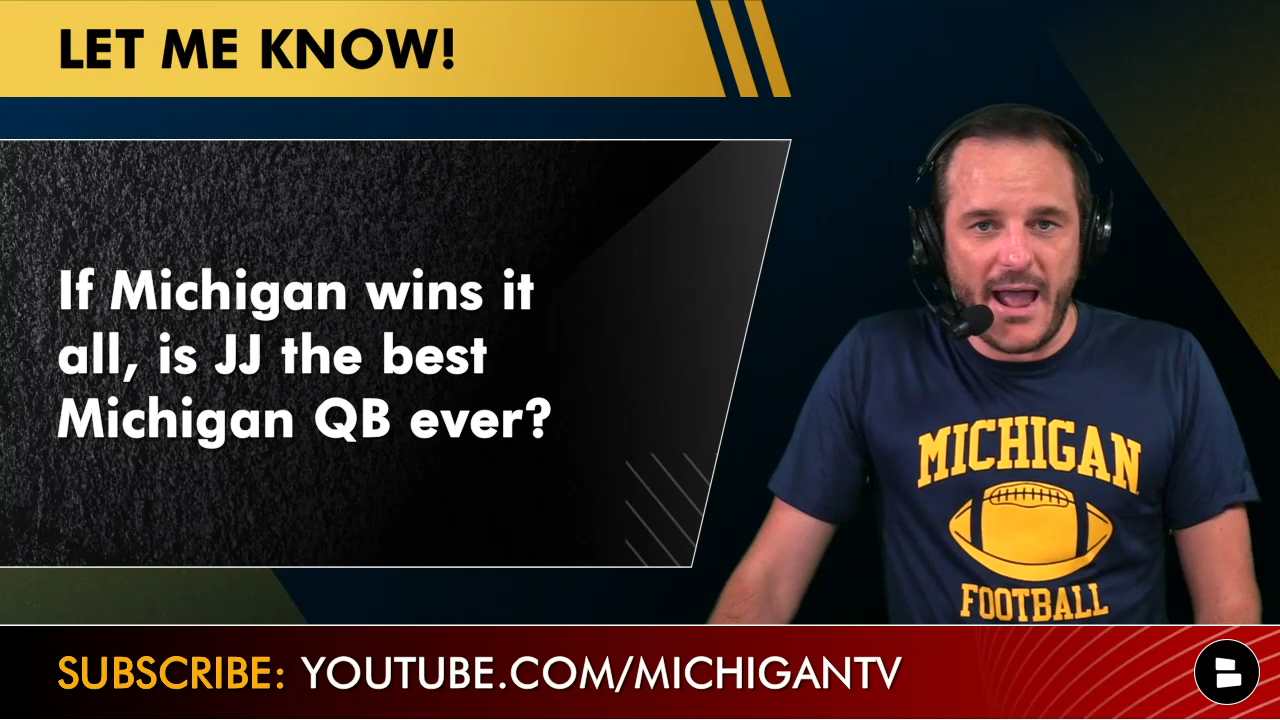 LET ME KNOW!
If Michigan wins it
all, is JJ the best
Michigan QB ever?
MICHIGAN
FOOTBALL
SUBSCRIBE: YOUTUBE.COM/MICHIGANTV